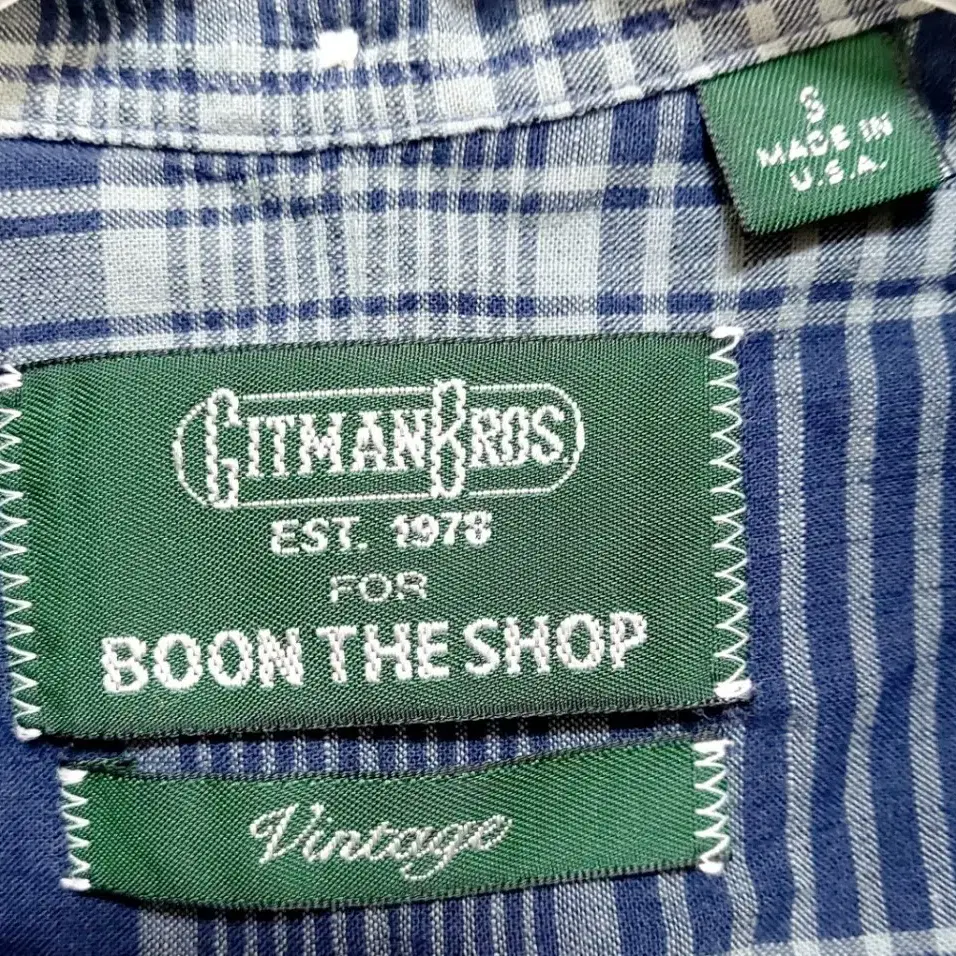 S
MADE IN
U.S.A.
GITMAN BROS
EST. 1978
FOR
BOON THE SHOP
Vintage